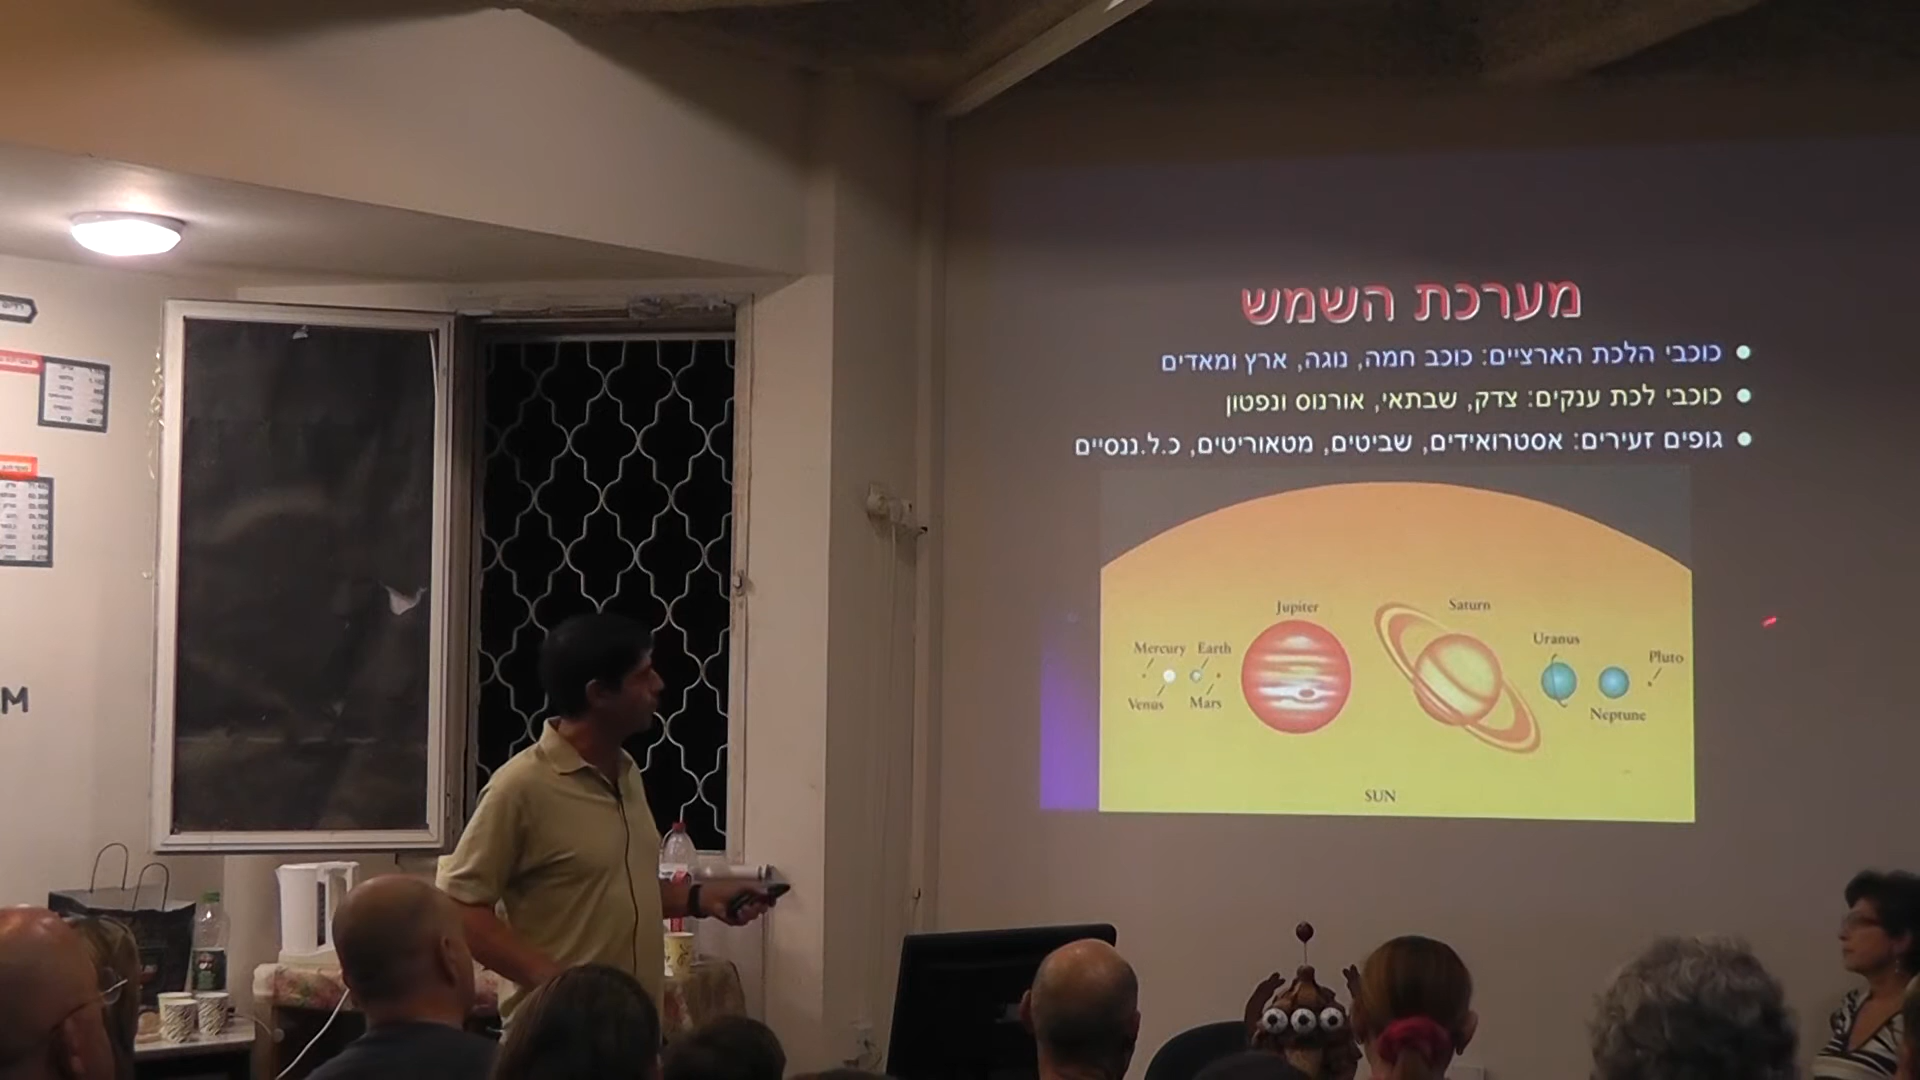 מערכת השמש
כוכבי הלכת הארציים: כוכב חמה, נוגה, ארץ ומאדים
כוכבי לכת ענקים: צדק, שבתאי, אורנוס ונפטון
גופים זעירים: אסטרואידים, שביטים, מטאוריטים, כ.ל.ננסיים
Jupiter
Saturn
Mercury
Earth
Uranus
Pluto
Venus
Mars
Neptune
SUN
M